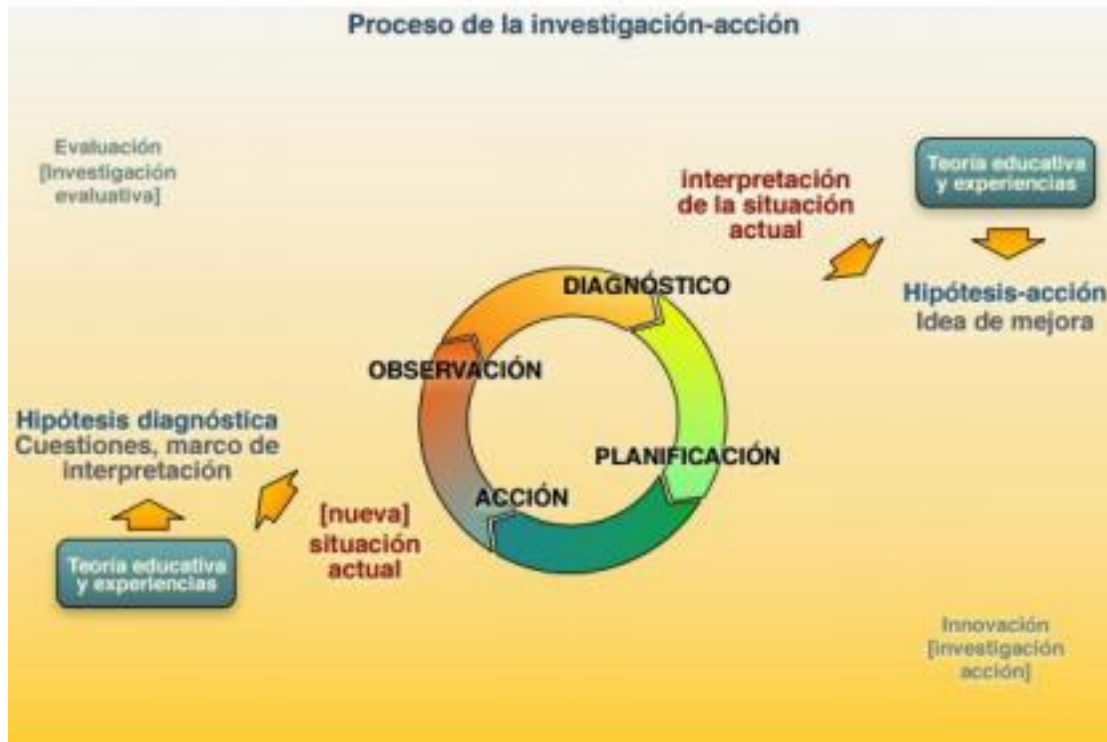 Proceso de la investigación-acción
Evaluación
[Investigación
evaluativa]
interpretación
de la situación
actual
Teoría educativa
y experiencias
Hipótesis-acción
Idea de mejora
DIAGNÓSTICO
OBSERVACIÓN
PLANIFICACIÓN
ACCIÓN
Hipótesis diagnóstica
Cuestiones, marco de
interpretación
[nueva]
situación
actual
Teoría educativa
y experiencias
Innovación
[investigación
acción]